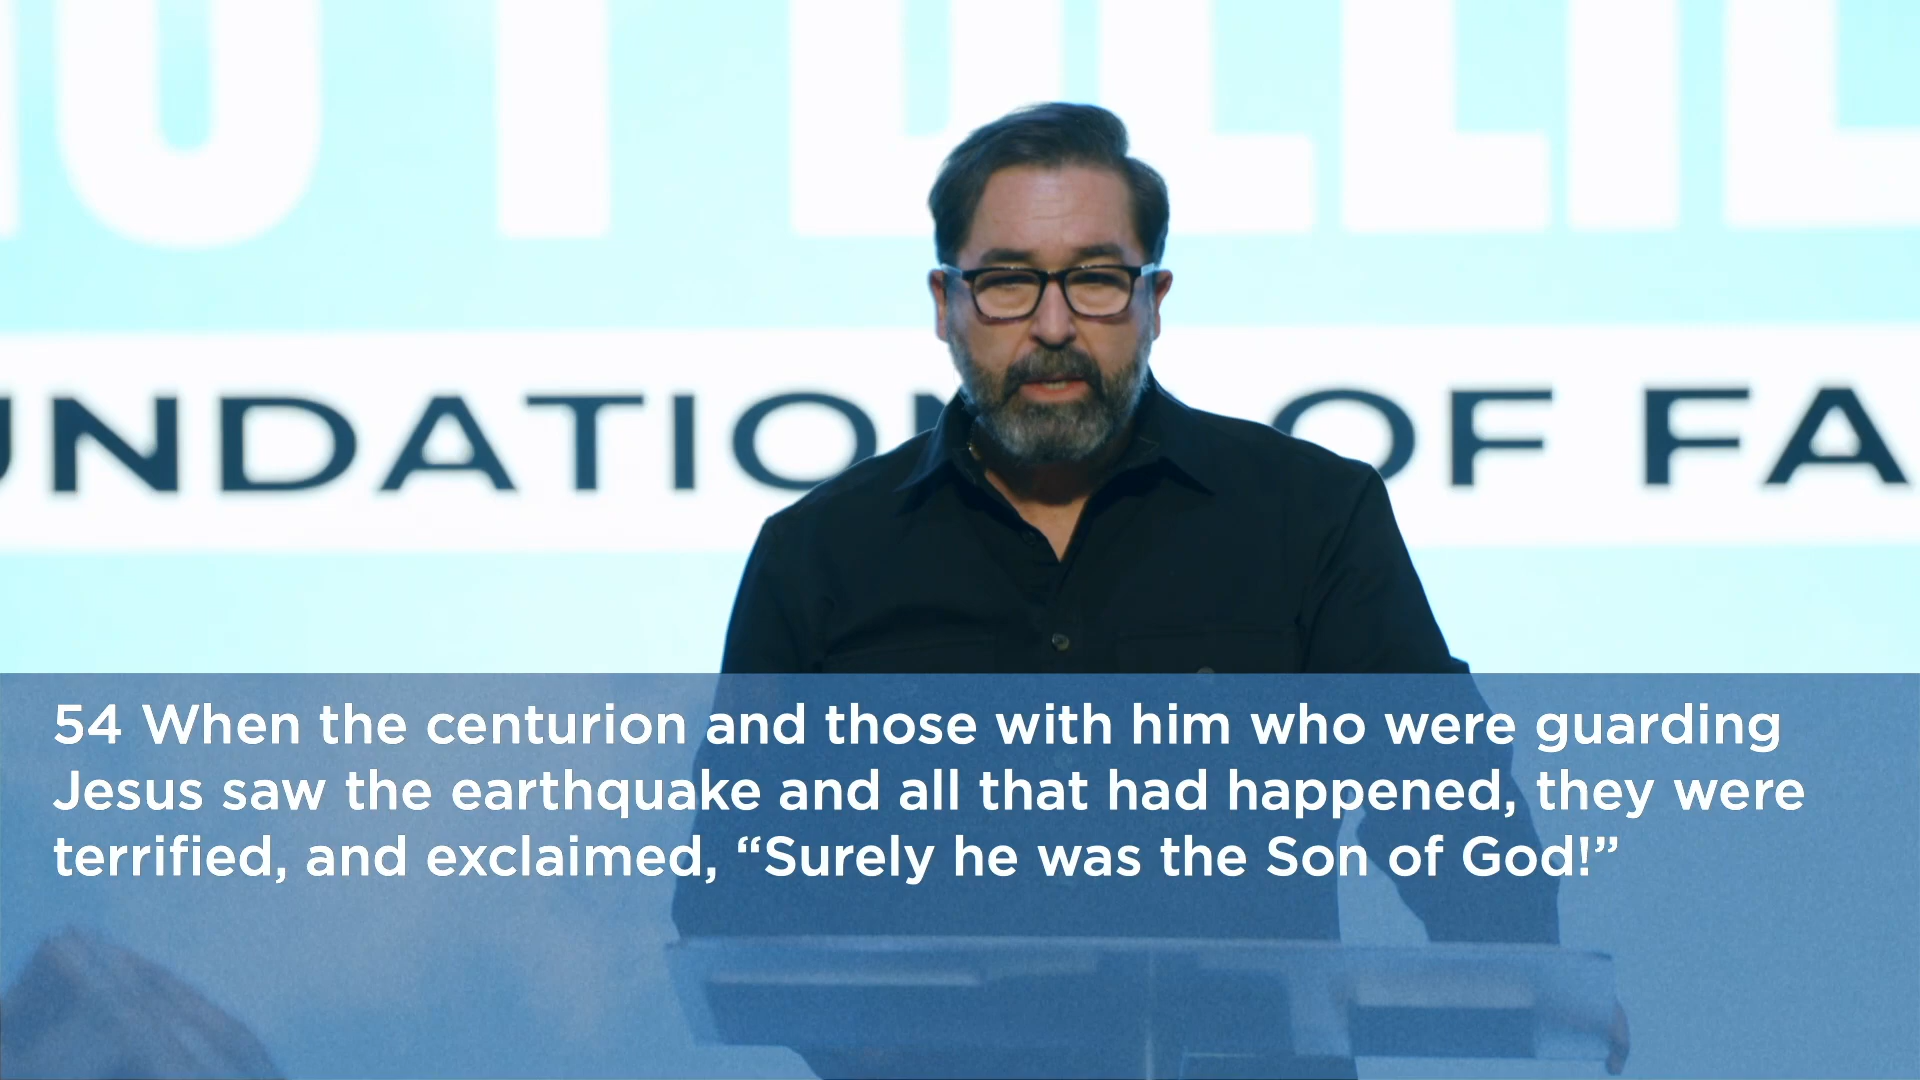 UNDATION OF FA
54 When the centurion and those with him who were guarding
Jesus saw the earthquake and all that had happened, they were
terrified, and exclaimed, “Surely he was the Son of God!”